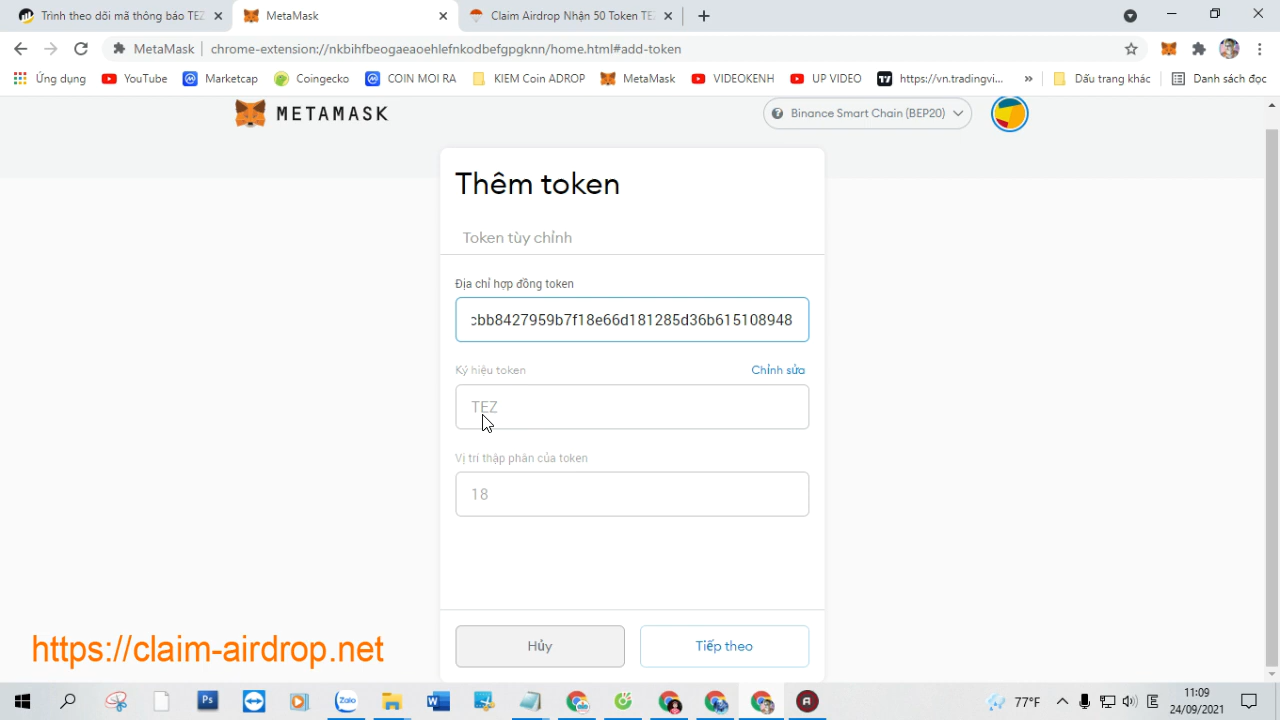 Trình theo dõi mã thông báo TEZ
MetaMask
Claim Airdrop Nhận 50 Token TE
MetaMask
chrome-extension://nkbihfbeogaeaoehlefnkodbefgpgknn/home.html#add-token
Ứng dụng
YouTube
Marketcap
Coingecko
COIN MOI RA
KIEM Coin ADROP
MetaMask
VIDEOKENH
UP VIDEO
https://vn.tradingvi...
»
Dấu trang khác
Danh sách đọc
METAMASK
Binance Smart Chain (BEP20)
Thêm token
Token tùy chỉnh
Địa chỉ hợp đồng token
cbb8427959b7f18e66d181285d36b615108948
Ký hiệu token
Chỉnh sửa
TEZ
Vị trí thập phân của token
18
Hủy
Tiếp theo
https://claim-airdrop.net
Zalo
77°F
11:09
24/09/2021